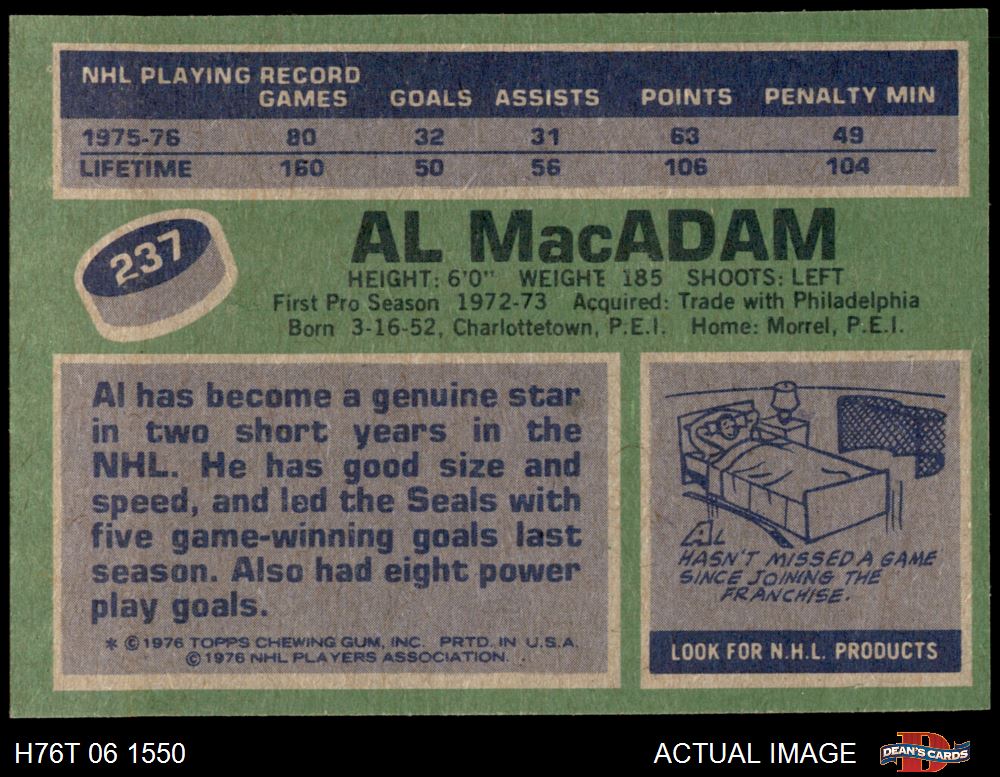 NHL PLAYING RECORD
GAMES GOALS ASSISTS POINTS PENALTY MIN
1975-76 80 32 31 63 49
LIFETIME 160 50 56 106 104
237
AL MacADAM
HEIGHT: 6'0" WEIGHT 185 SHOOTS: LEFT
First Pro Season 1972-73 Acquired: Trade with Philadelphia
Born 3-16-52, Charlottetown, P.E.I. Home: Morrel, P.E.I.
Al has become a genuine star
in two short years in the
NHL. He has good size and
speed, and led the Seals with
five game-winning goals last
season. Also had eight power
play goals.
* ©1976 TOPPS CHEWING GUM, INC. PRTD. IN U.S.A.
©1976 NHL PLAYERS ASSOCIATION.
AL
HASN'T MISSED A GAME
SINCE JOINING THE
FRANCHISE.
LOOK FOR N.H.L. PRODUCTS
H76T 06 1550
ACTUAL IMAGE
D
DEAN'S CARDS